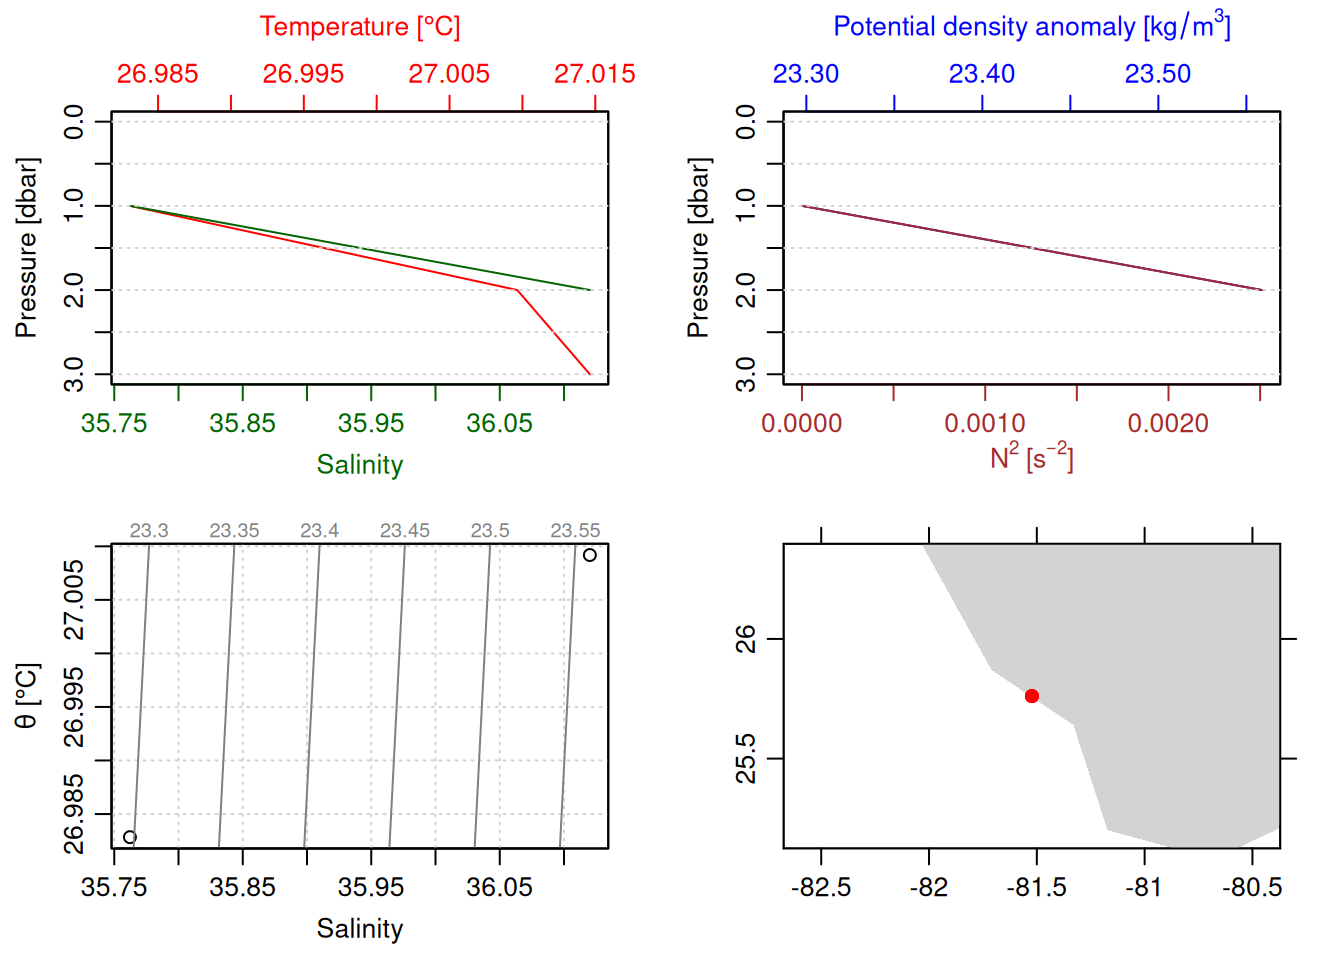 Temperature [°C]
26.985 26.995 27.005 27.015
Pressure [dbar]
0.0 1.0 2.0 3.0
35.75 35.85 35.95 36.05
Salinity
Potential density anomaly [kg/m³]
23.30 23.40 23.50
Pressure [dbar]
0.0 1.0 2.0 3.0
0.0000 0.0010 0.0020
N² [s⁻²]
23.3 23.35 23.4 23.45 23.5 23.55
θ [°C]
26.985 26.995 27.005
35.75 35.85 35.95 36.05
Salinity
26
25.5
-82.5 -82 -81.5 -81 -80.5